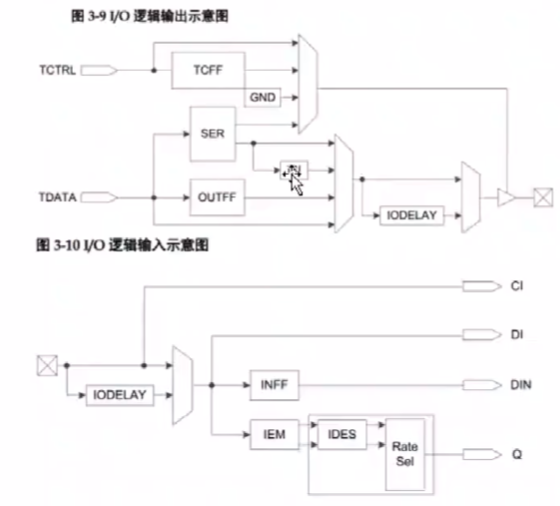 图 3-9 I/O 逻辑输出示意图
TCTRL
TCFF
GND
SER
TDATA
OUTFF
IODELAY
图 3-10 I/O 逻辑输入示意图
CI
DI
IODELAY
INFF
DIN
IEM
IDES
Rate
Sel
Q